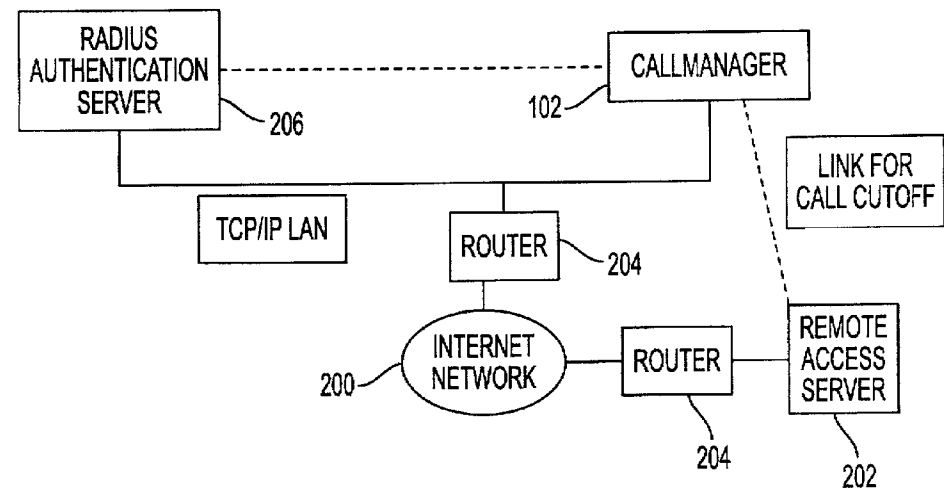 RADIUS
AUTHENTICATION
SERVER
206
CALLMANAGER
102
LINK FOR
CALL CUTOFF
TCP/IP LAN
ROUTER
204
INTERNET
NETWORK
200
ROUTER
204
REMOTE
ACCESS
SERVER
202